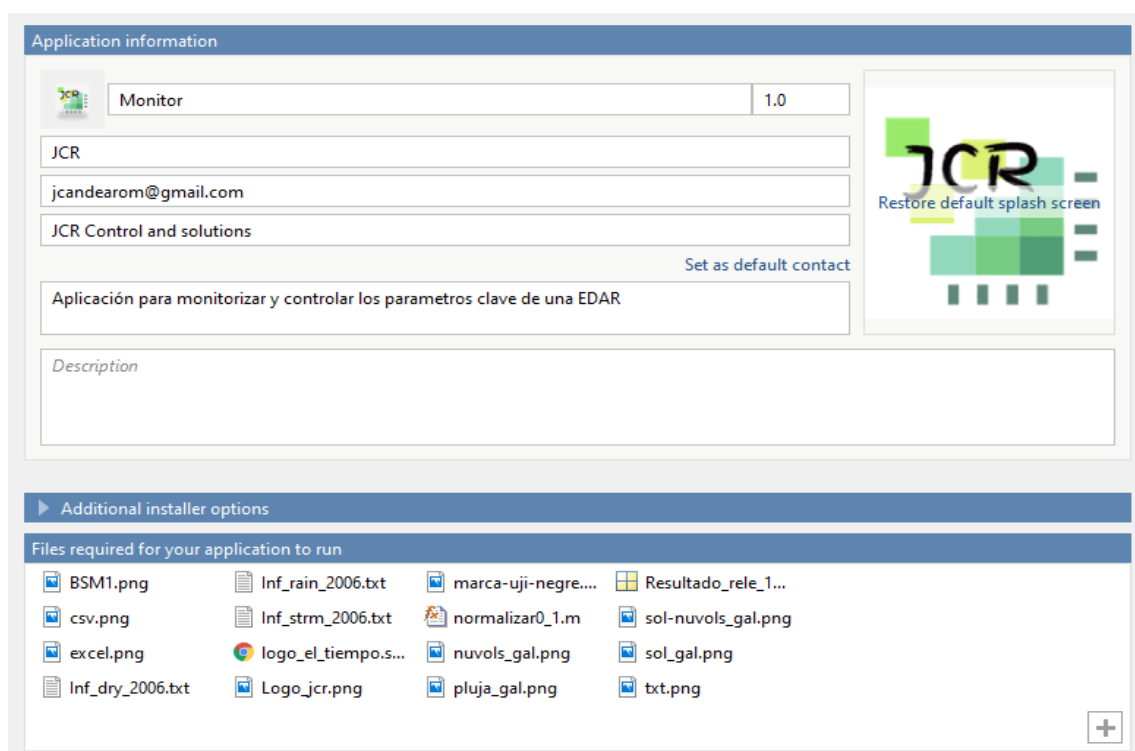 Application information
JCR
Monitor
1.0
JCR
jcandearom@gmail.com
JCR Control and solutions
Set as default contact
Aplicación para monitorizar y controlar los parametros clave de una EDAR
JCR
Restore default splash screen
Description
Additional installer options
Files required for your application to run
BSM1.png Inf_rain_2006.txt marca-uji-negre.... Resultado_rele_1...
csv.png Inf_strm_2006.txt normalizar0_1.m sol-nuvols_gal.png
excel.png logo_el_tiempo.s... nuvols_gal.png sol_gal.png
Inf_dry_2006.txt Logo_jcr.png pluja_gal.png txt.png